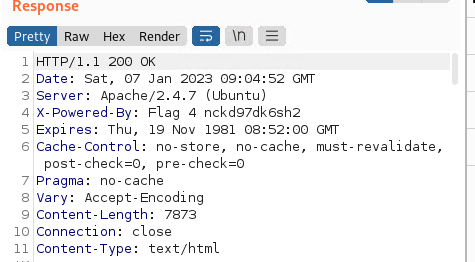 Response
Pretty Raw Hex Render \n
1 HTTP/1.1 200 OK
2 Date: Sat, 07 Jan 2023 09:04:52 GMT
3 Server: Apache/2.4.7 (Ubuntu)
4 X-Powered-By: Flag 4 nckd97dk6sh2
5 Expires: Thu, 19 Nov 1981 08:52:00 GMT
6 Cache-Control: no-store, no-cache, must-revalidate,
post-check=0, pre-check=0
7 Pragma: no-cache
8 Vary: Accept-Encoding
9 Content-Length: 7873
10 Connection: close
11 Content-Type: text/html